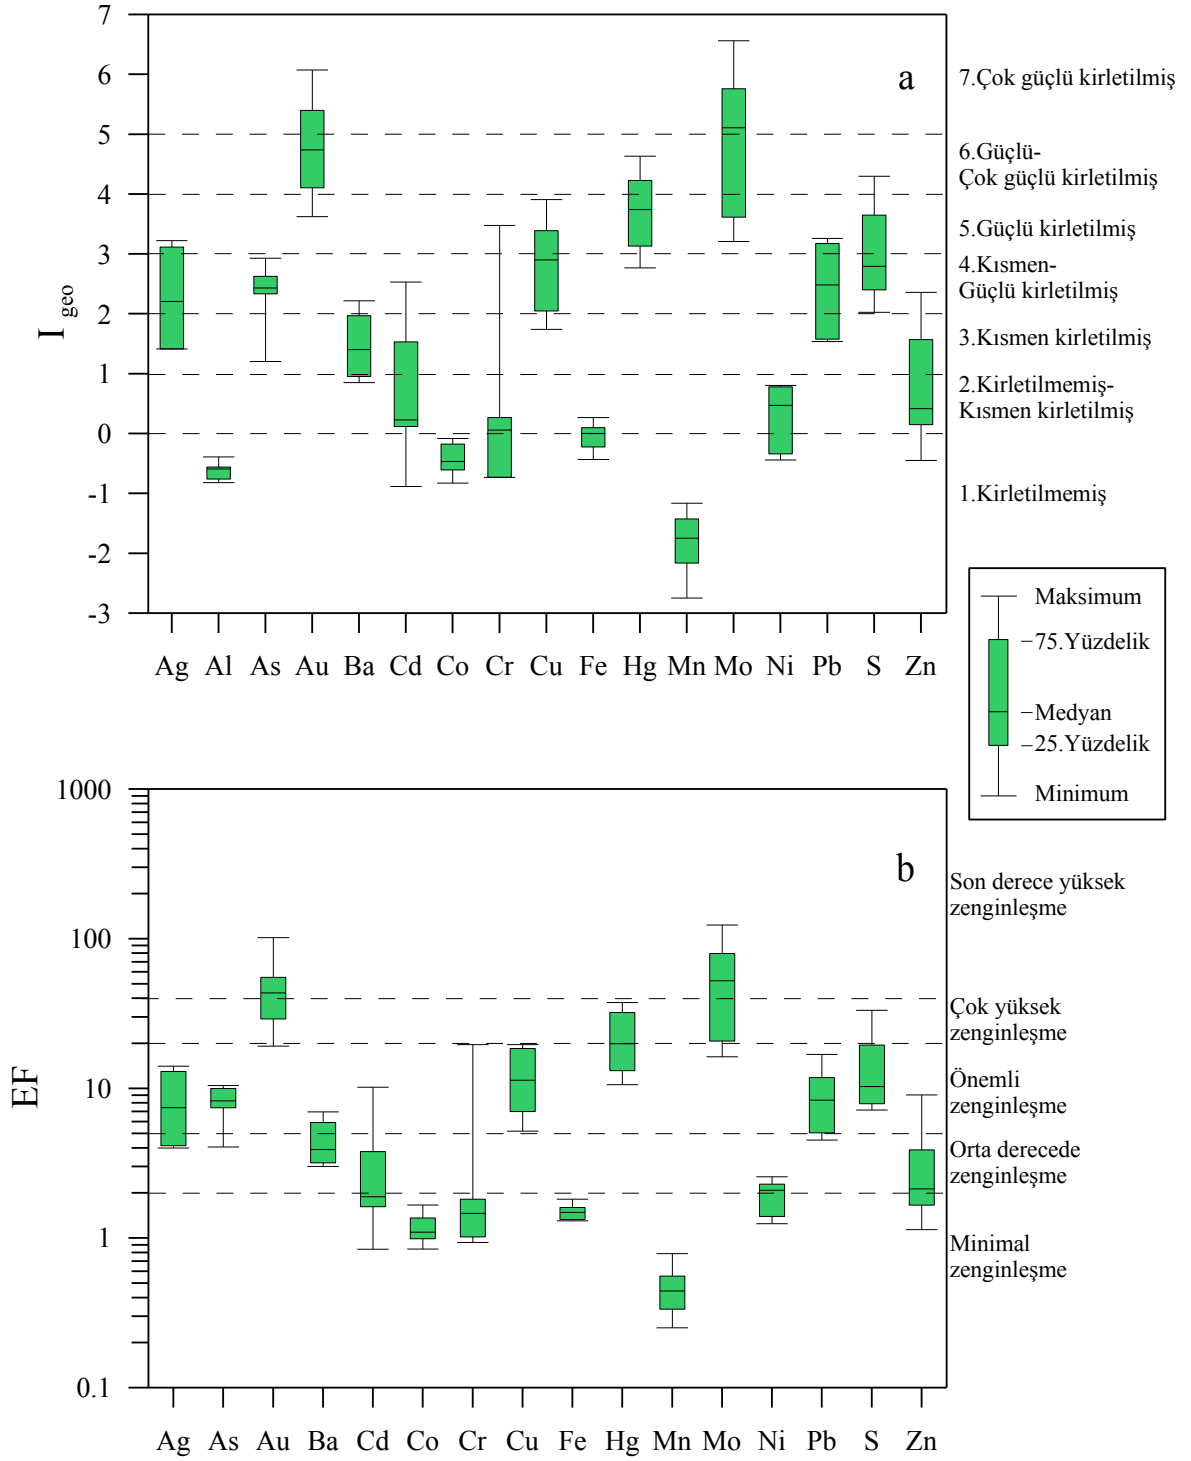 7
6
5
4
3
2
1
0
-1
-2
-3
I geo
a
7.Çok güçlü kirletilmiş
6.Güçlü-
Çok güçlü kirletilmiş
5.Güçlü kirletilmiş
4.Kısmen-
Güçlü kirletilmiş
3.Kısmen kirletilmiş
2.Kirletilmemiş-
Kısmen kirletilmiş
1.Kirletilmemiş
Ag Al As Au Ba Cd Co Cr Cu Fe Hg Mn Mo Ni Pb S Zn
Maksimum
75.Yüzdelik
Medyan
25.Yüzdelik
Minimum
1000
100
10
1
0.1
EF
b
Son derece yüksek
zenginleşme
Çok yüksek
zenginleşme
Önemli
zenginleşme
Orta derecede
zenginleşme
Minimal
zenginleşme
Ag As Au Ba Cd Co Cr Cu Fe Hg Mn Mo Ni Pb S Zn